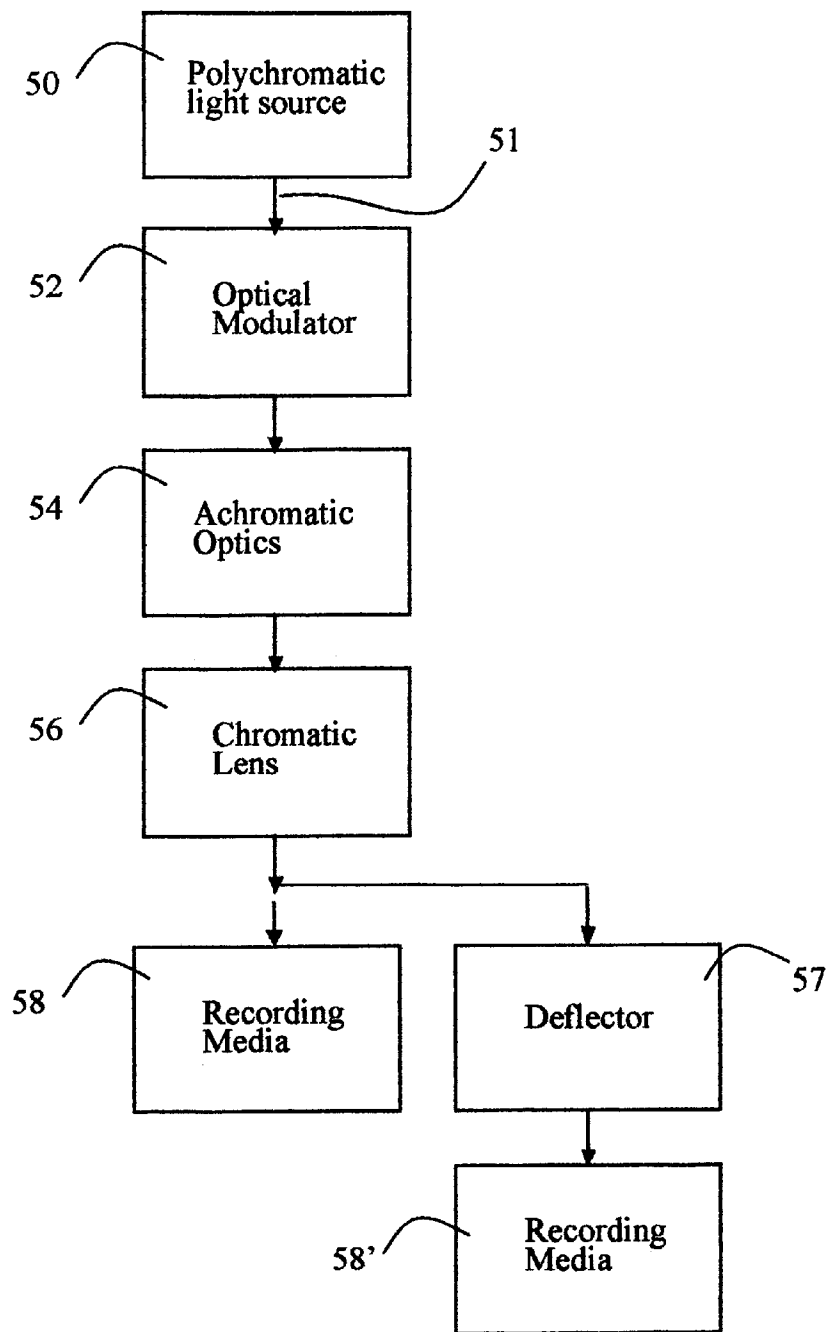 50
Polychromatic
light source
51
52
Optical
Modulator
54
Achromatic
Optics
56
Chromatic
Lens
58
Recording
Media
57
Deflector
58’
Recording
Media